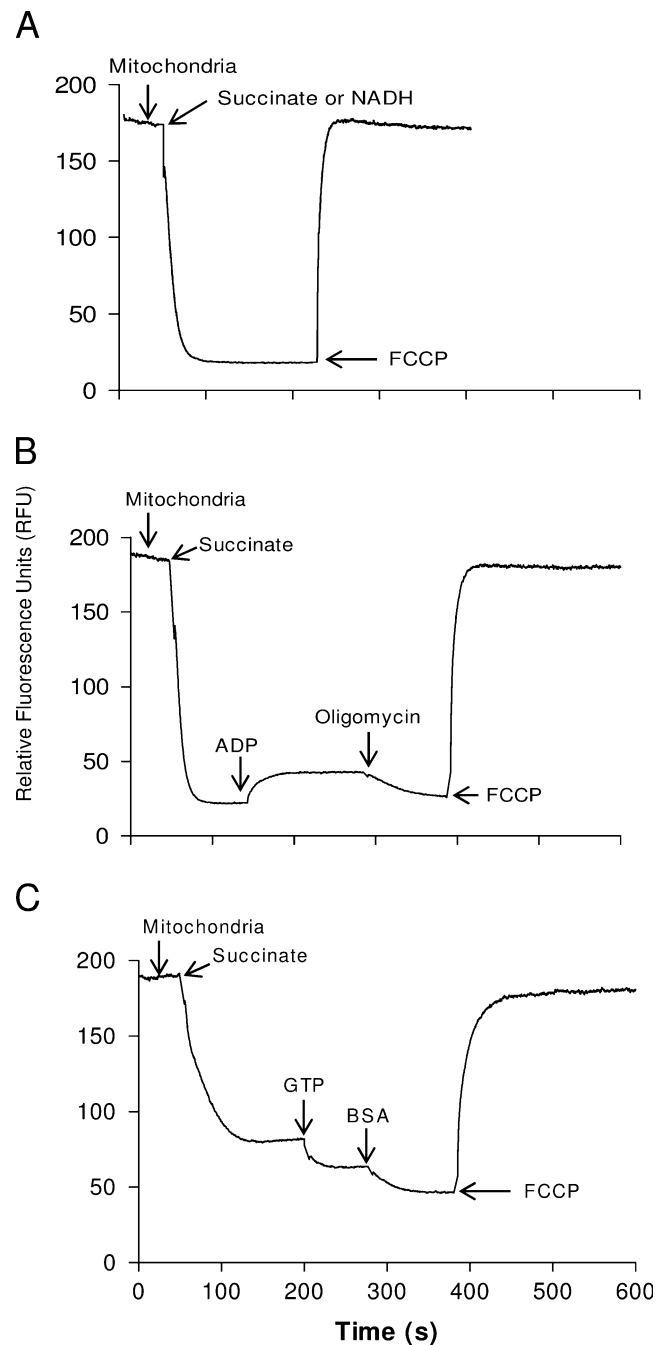 A
Mitochondria
Succinate or NADH
200
150
100
50
0
FCCP
B
Mitochondria
Succinate
200
150
100
50
0
ADP
Oligomycin
FCCP
Relative Fluorescence Units (RFU)
C
Mitochondria
Succinate
200
150
100
50
0
GTP
BSA
FCCP
0 100 200 300 400 500 600
Time (s)